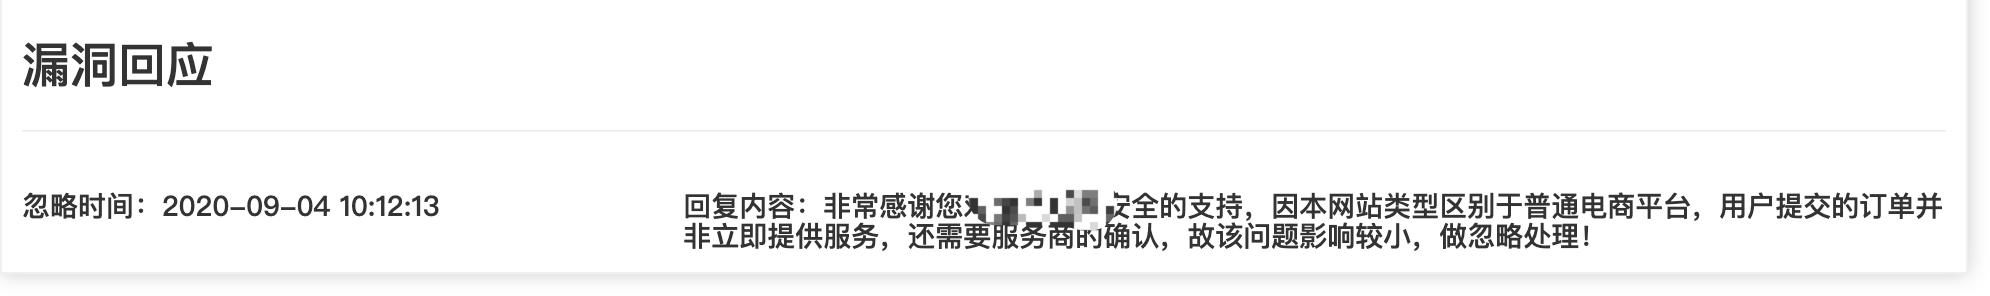 漏洞回应
忽略时间：2020-09-04 10:12:13
回复内容：非常感谢您 安全的支持，因本网站类型区别于普通电商平台，用户提交的订单并
非立即提供服务，还需要服务商的确认，故该问题影响较小，做忽略处理！